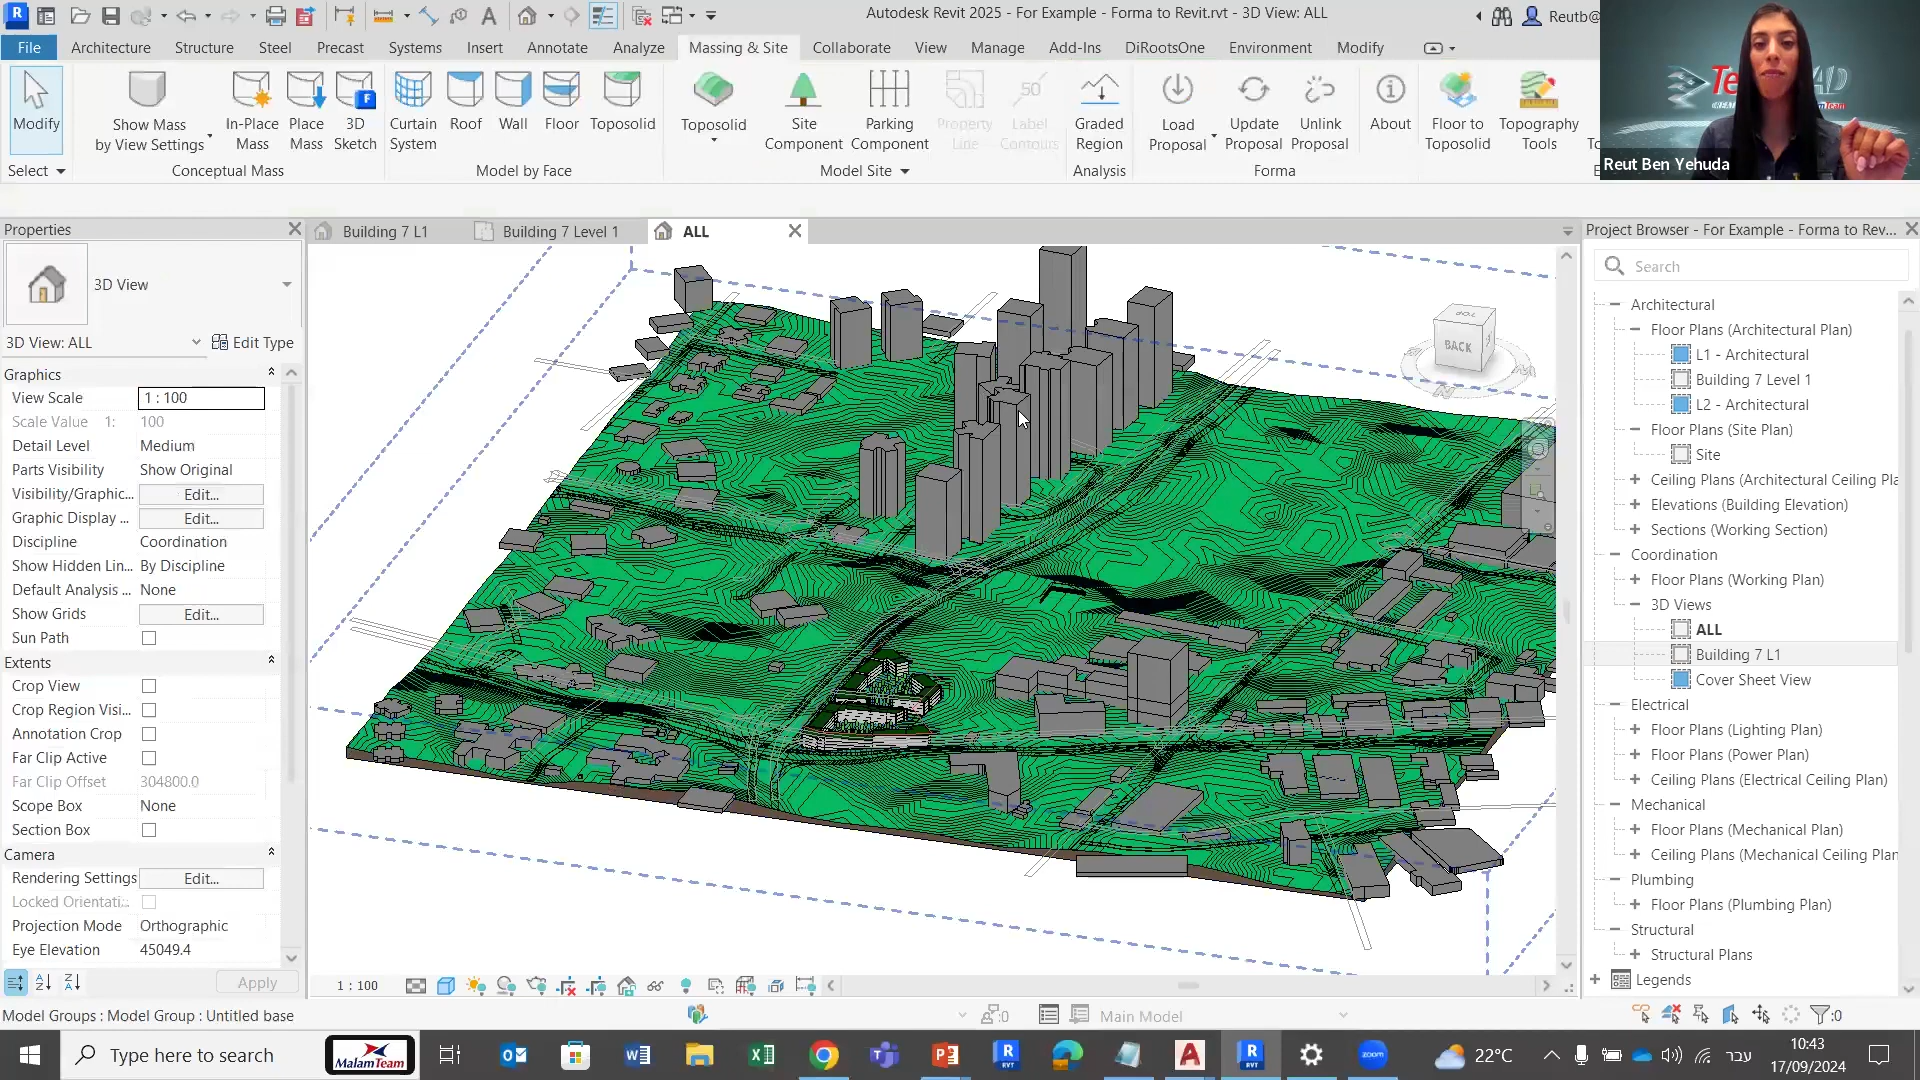 Autodesk Revit 2025 - For Example - Forma to Revit.rvt - 3D View: ALL
Reutb@
File
Architecture
Structure
Steel
Precast
Systems
Insert
Annotate
Analyze
Massing & Site
Collaborate
View
Manage
Add-Ins
DiRootsOne
Environment
Modify
Modify
Show Mass
by View Settings
In-Place
Mass
Place
Mass
3D
Sketch
Curtain
System
Roof
Wall
Floor
Toposolid
Toposolid
Site
Component
Parking
Component
Property
Line
Label
Contours
Graded
Region
Load
Proposal
Update
Proposal
Unlink
Proposal
About
Floor to
Toposolid
Topography
Tools
Select
Conceptual Mass
Model by Face
Model Site
Analysis
Forma
Reut Ben Yehuda
Properties
3D View
3D View: ALL
Edit Type
Graphics
View Scale
1 : 100
Scale Value 1:
100
Detail Level
Medium
Parts Visibility
Show Original
Visibility/Graphic...
Edit...
Graphic Display ...
Edit...
Discipline
Coordination
Show Hidden Lin...
By Discipline
Default Analysis ...
None
Show Grids
Edit...
Sun Path
Extents
Crop View
Crop Region Visi...
Annotation Crop
Far Clip Active
Far Clip Offset
304800.0
Scope Box
None
Section Box
Camera
Rendering Settings
Edit...
Locked Orientati...
Projection Mode
Orthographic
Eye Elevation
45049.4
Apply
Building 7 L1
Building 7 Level 1
ALL
TOP
BACK
1 : 100
Project Browser - For Example - Forma to Rev...
Search
Architectural
Floor Plans (Architectural Plan)
L1 - Architectural
Building 7 Level 1
L2 - Architectural
Floor Plans (Site Plan)
Site
Ceiling Plans (Architectural Ceiling Pla
Elevations (Building Elevation)
Sections (Working Section)
Coordination
Floor Plans (Working Plan)
3D Views
ALL
Building 7 L1
Cover Sheet View
Electrical
Floor Plans (Lighting Plan)
Floor Plans (Power Plan)
Ceiling Plans (Electrical Ceiling Plan)
Mechanical
Floor Plans (Mechanical Plan)
Ceiling Plans (Mechanical Ceiling Plan
Plumbing
Floor Plans (Plumbing Plan)
Structural
Structural Plans
Legends
Model Groups : Model Group : Untitled base
:0
Main Model
:0
Type here to search
MalamTeam
zoom
22°C
עבר
10:43
17/09/2024